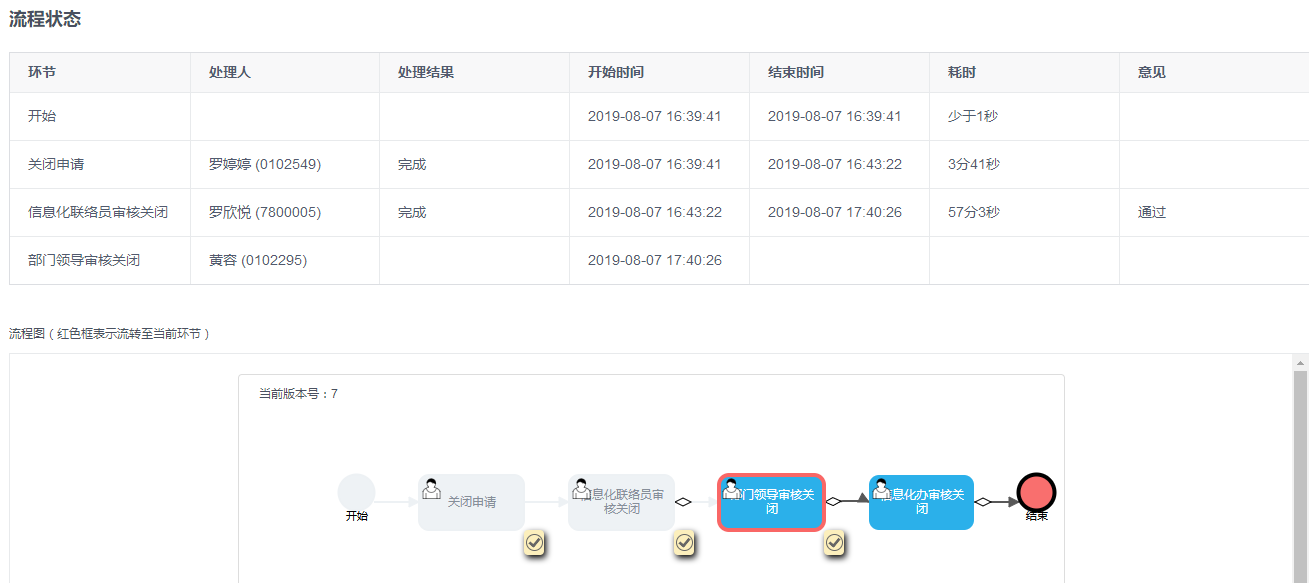 流程状态
环节 处理人 处理结果 开始时间 结束时间 耗时 意见
开始 2019-08-07 16:39:41 2019-08-07 16:39:41 少于1秒
关闭申请 罗婷婷 (0102549) 完成 2019-08-07 16:39:41 2019-08-07 16:43:22 3分41秒
信息化联络员审核关闭 罗欣悦 (7800005) 完成 2019-08-07 16:43:22 2019-08-07 17:40:26 57分3秒 通过
部门领导审核关闭 黄容 (0102295) 2019-08-07 17:40:26
流程图（红色框表示流转至当前环节）
当前版本号：7
开始
关闭申请
信息化联络员审
核关闭
部门领导审核关
闭
信息化办审核关
闭
结束